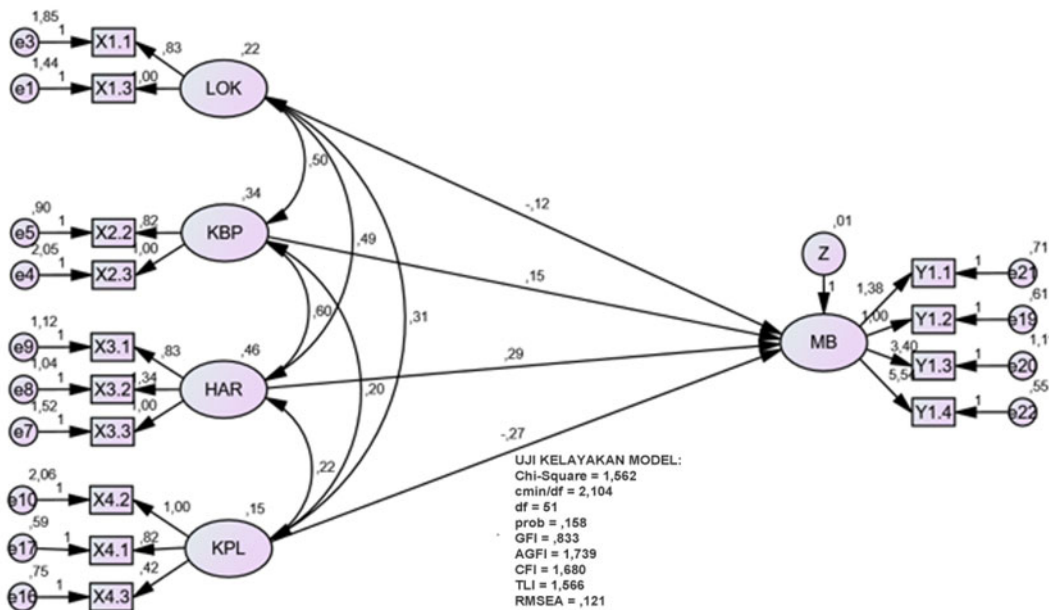 ,85
e3 1 X1.1 ,83 ,22
1,44
e1 1 X1.3 1,00 LOK
,50
-,12
,90 ,34
e5 1 X2.2 ,82 KBP
2,05
e4 1 X2.3 1,00
,49
,15
,01
Z
1
,71
1,38 Y1.1 1 e21
,61
1,00 Y1.2 1 e19
MB
3,40 Y1.3 1 e20
,55
Y1.4 1 e22
,60
,31
1,12 ,46
e9 1 X3.1 ,83
1,04
e8 1 X3.2 1,34 HAR
1,52
e7 1 X3.3 1,00
,29
,20
,22
-,27
2,06
e10 1 X4.2 1,00 ,15
,59
e17 1 X4.1 ,82 KPL
,75
e16 1 X4.3 ,42
UJI KELAYAKAN MODEL:
Chi-Square = 1,562
cmin/df = 2,104
df = 51
prob = ,158
GFI = ,833
AGFI = 1,739
CFI = 1,680
TLI = 1,566
RMSEA = ,121